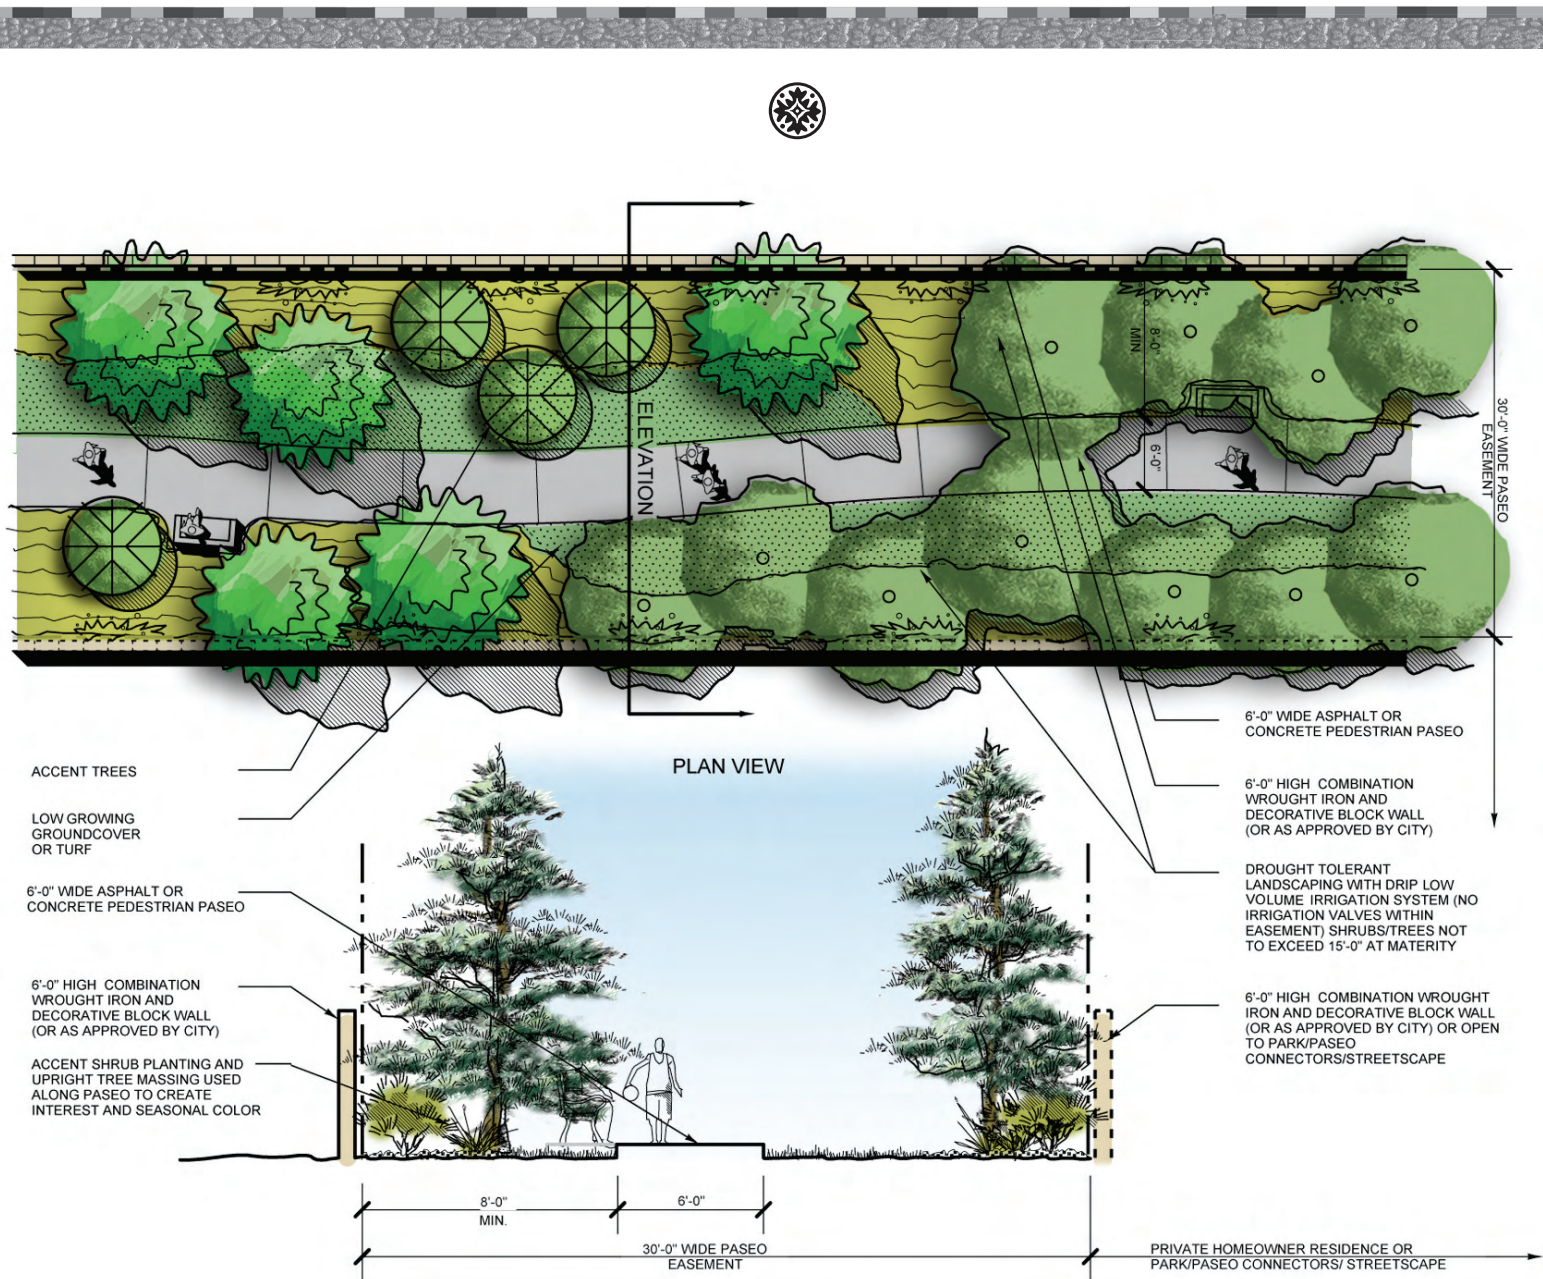 8'-0"
MIN
6'-0"
30'-0" WIDE PASEO
EASEMENT
ELEVATION
PLAN VIEW
ACCENT TREES
LOW GROWING
GROUNDCOVER
OR TURF
6'-0" WIDE ASPHALT OR
CONCRETE PEDESTRIAN PASEO
6'-0" HIGH COMBINATION
WROUGHT IRON AND
DECORATIVE BLOCK WALL
(OR AS APPROVED BY CITY)
ACCENT SHRUB PLANTING AND
UPRIGHT TREE MASSING USED
ALONG PASEO TO CREATE
INTEREST AND SEASONAL COLOR
6'-0" WIDE ASPHALT OR
CONCRETE PEDESTRIAN PASEO
6'-0" HIGH COMBINATION
WROUGHT IRON AND
DECORATIVE BLOCK WALL
(OR AS APPROVED BY CITY)
DROUGHT TOLERANT
LANDSCAPING WITH DRIP LOW
VOLUME IRRIGATION SYSTEM (NO
IRRIGATION VALVES WITHIN
EASEMENT) SHRUBS/TREES NOT
TO EXCEED 15'-0" AT MATERITY
6'-0" HIGH COMBINATION WROUGHT
IRON AND DECORATIVE BLOCK WALL
(OR AS APPROVED BY CITY) OR OPEN
TO PARK/PASEO
CONNECTORS/STREETSCAPE
8'-0"
MIN.
6'-0"
30'-0" WIDE PASEO
EASEMENT
PRIVATE HOMEOWNER RESIDENCE OR
PARK/PASEO CONNECTORS/ STREETSCAPE